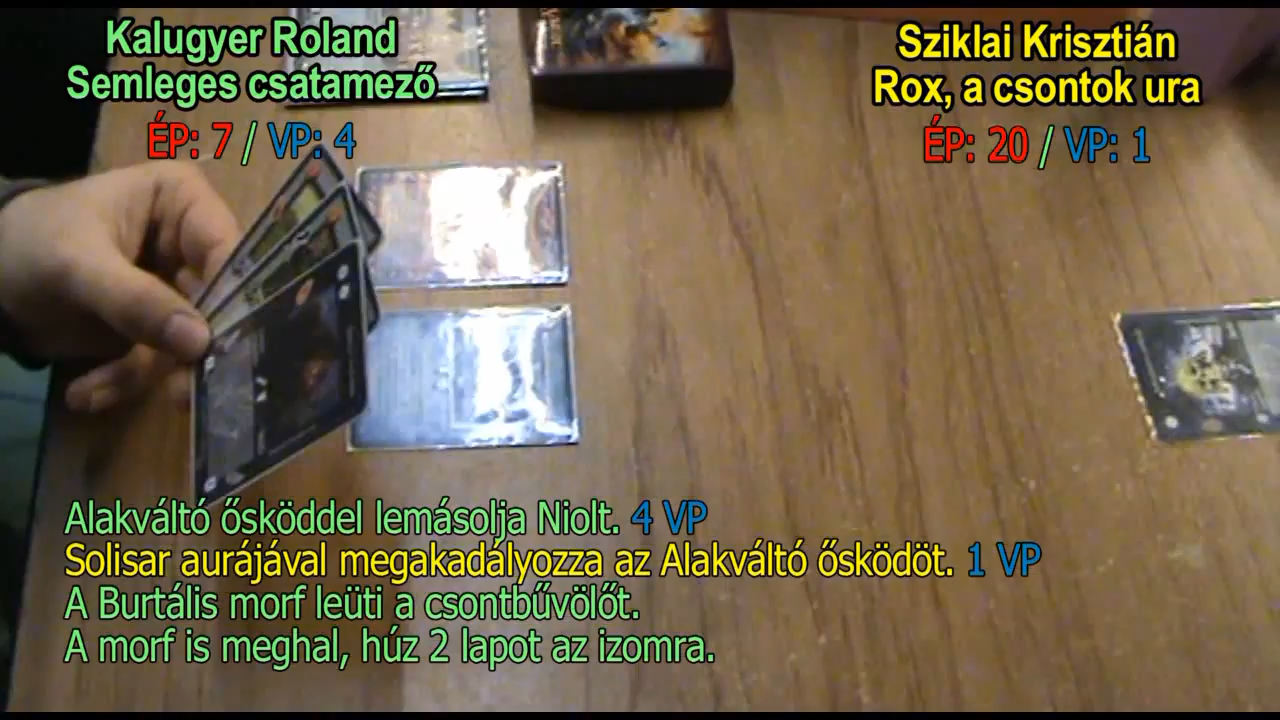 Kalugyer Roland
Semleges csatamező
ÉP: 7 / VP: 4
Sziklai Krisztián
Rox, a csontok ura
ÉP: 20 / VP: 1
Alakváltó ősköddel lemásolja Niolt. 4 VP
Solisar aurájával megakadályozza az Alakváltó ősködöt. 1 VP
A Burtális morf leüti a csontbűvölőt.
A morf is meghal, húz 2 lapot az izomra.